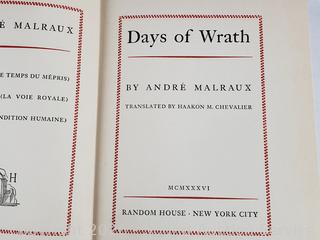 É MALRAUX
E TEMPS DU MÉPRIS)
(LA VOIE ROYALE)
NDITION HUMAINE)
H
Days of Wrath
BY ANDRÉ MALRAUX
TRANSLATED BY HAAKON M. CHEVALIER
MCMXXXVI
RANDOM HOUSE · NEW YORK CITY